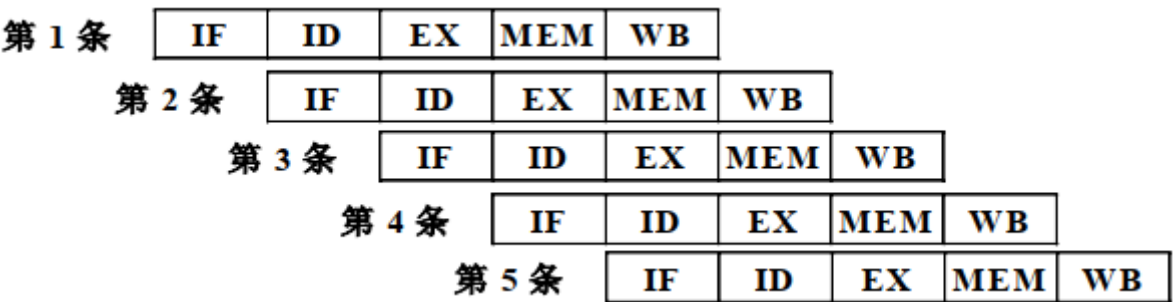 第 1 条 IF ID EX MEM WB
第 2 条 IF ID EX MEM WB
第 3 条 IF ID EX MEM WB
第 4 条 IF ID EX MEM WB
第 5 条 IF ID EX MEM WB